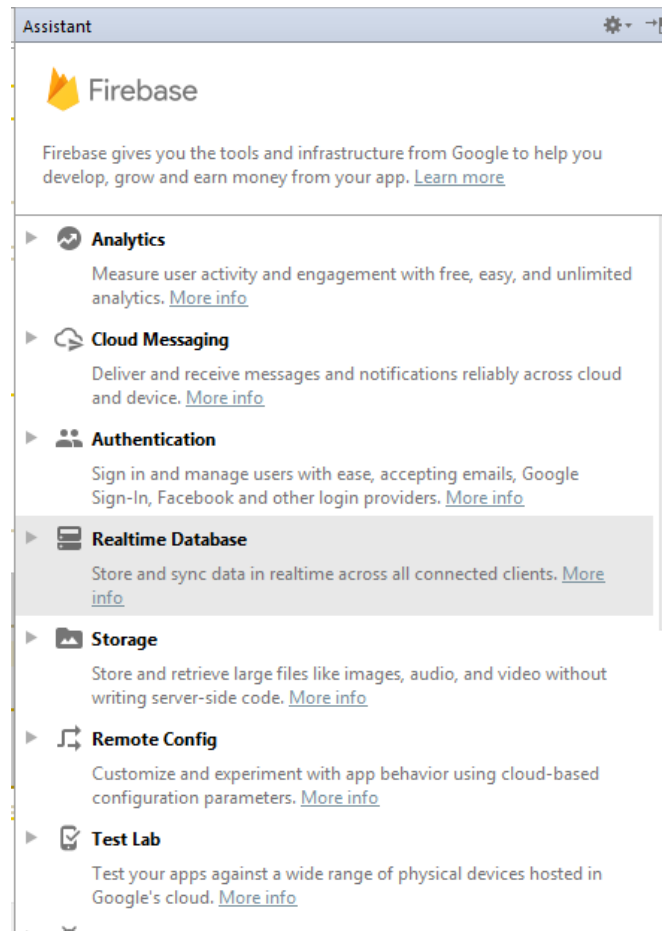 Assistant
Firebase
Firebase gives you the tools and infrastructure from Google to help you
develop, grow and earn money from your app. Learn more
Analytics
Measure user activity and engagement with free, easy, and unlimited
analytics. More info
Cloud Messaging
Deliver and receive messages and notifications reliably across cloud
and device. More info
Authentication
Sign in and manage users with ease, accepting emails, Google
Sign-In, Facebook and other login providers. More info
Realtime Database
Store and sync data in realtime across all connected clients. More
info
Storage
Store and retrieve large files like images, audio, and video without
writing server-side code. More info
Remote Config
Customize and experiment with app behavior using cloud-based
configuration parameters. More info
Test Lab
Test your apps against a wide range of physical devices hosted in
Google's cloud. More info